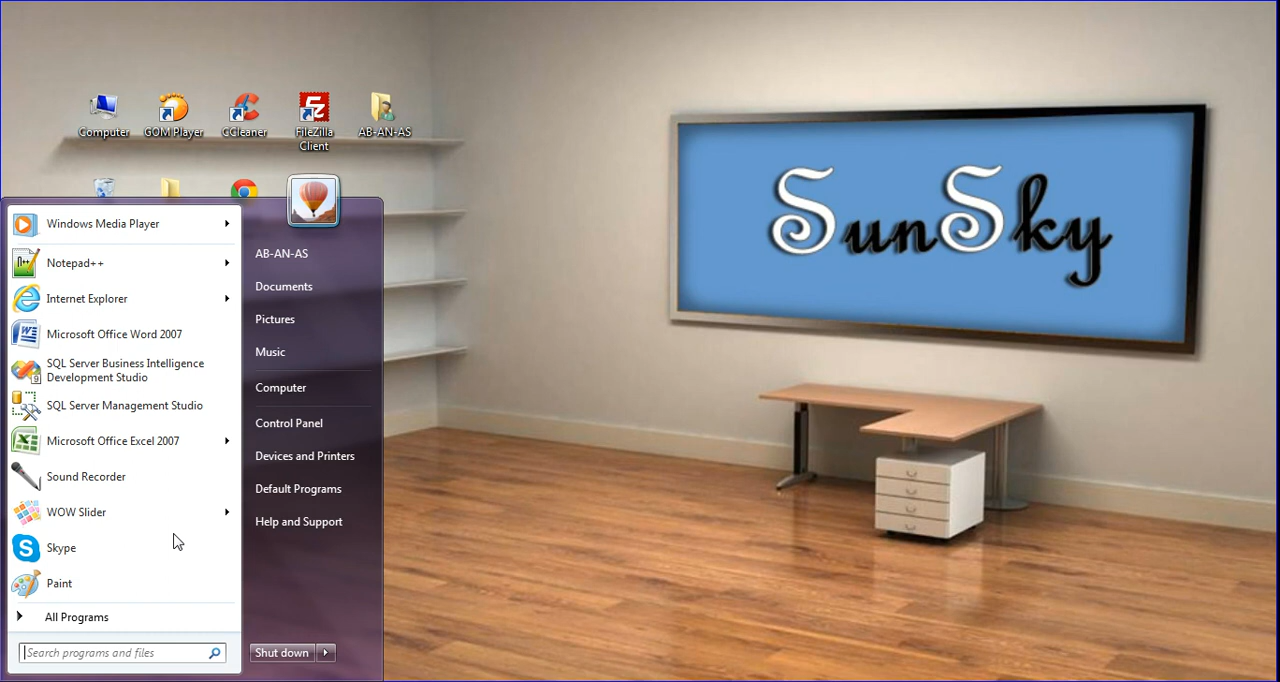 Computer
GOM Player
CCleaner
FileZilla
Client
AB-AN-AS
SunSky
Windows Media Player
Notepad++
Internet Explorer
Microsoft Office Word 2007
SQL Server Business Intelligence
Development Studio
SQL Server Management Studio
Microsoft Office Excel 2007
Sound Recorder
WOW Slider
Skype
Paint
All Programs
Search programs and files
AB-AN-AS
Documents
Pictures
Music
Computer
Control Panel
Devices and Printers
Default Programs
Help and Support
Shut down